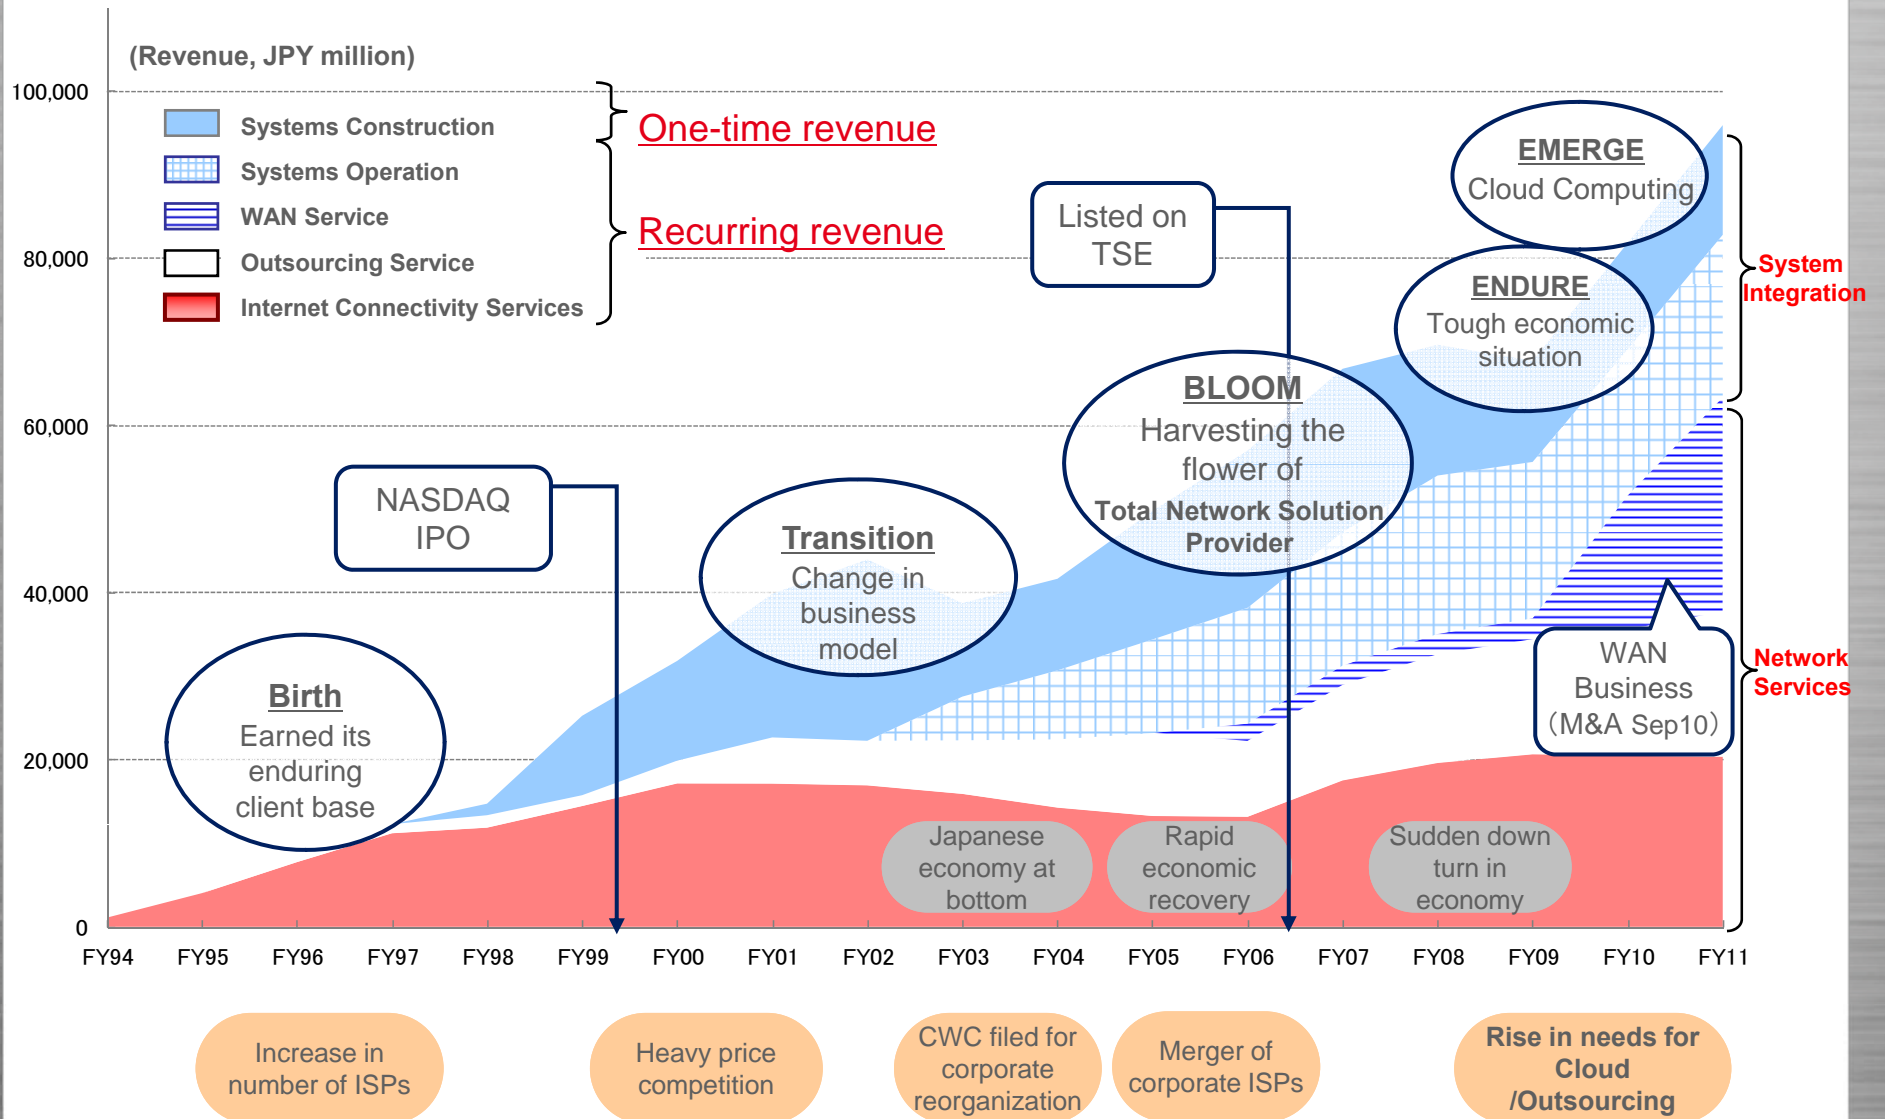 (Revenue, JPY million)
100,000
80,000
60,000
40,000
20,000
0
Systems Construction
Systems Operation
WAN Service
Outsourcing Service
Internet Connectivity Services
One-time revenue
Recurring revenue
Birth
Earned its
enduring
client base
NASDAQ
IPO
Transition
Change in
business
model
Listed on
TSE
BLOOM
Harvesting the
flower of
Total Network Solution
Provider
ENDURE
Tough economic
situation
EMERGE
Cloud Computing
System
Integration
Network
Services
WAN
Business
(M&A Sep10)
Japanese
economy at
bottom
Rapid
economic
recovery
Sudden down
turn in
economy
FY94
FY95
FY96
FY97
FY98
FY99
FY00
FY01
FY02
FY03
FY04
FY05
FY06
FY07
FY08
FY09
FY10
FY11
Increase in
number of ISPs
Heavy price
competition
CWC filed for
corporate
reorganization
Merger of
corporate ISPs
Rise in needs for
Cloud
/Outsourcing